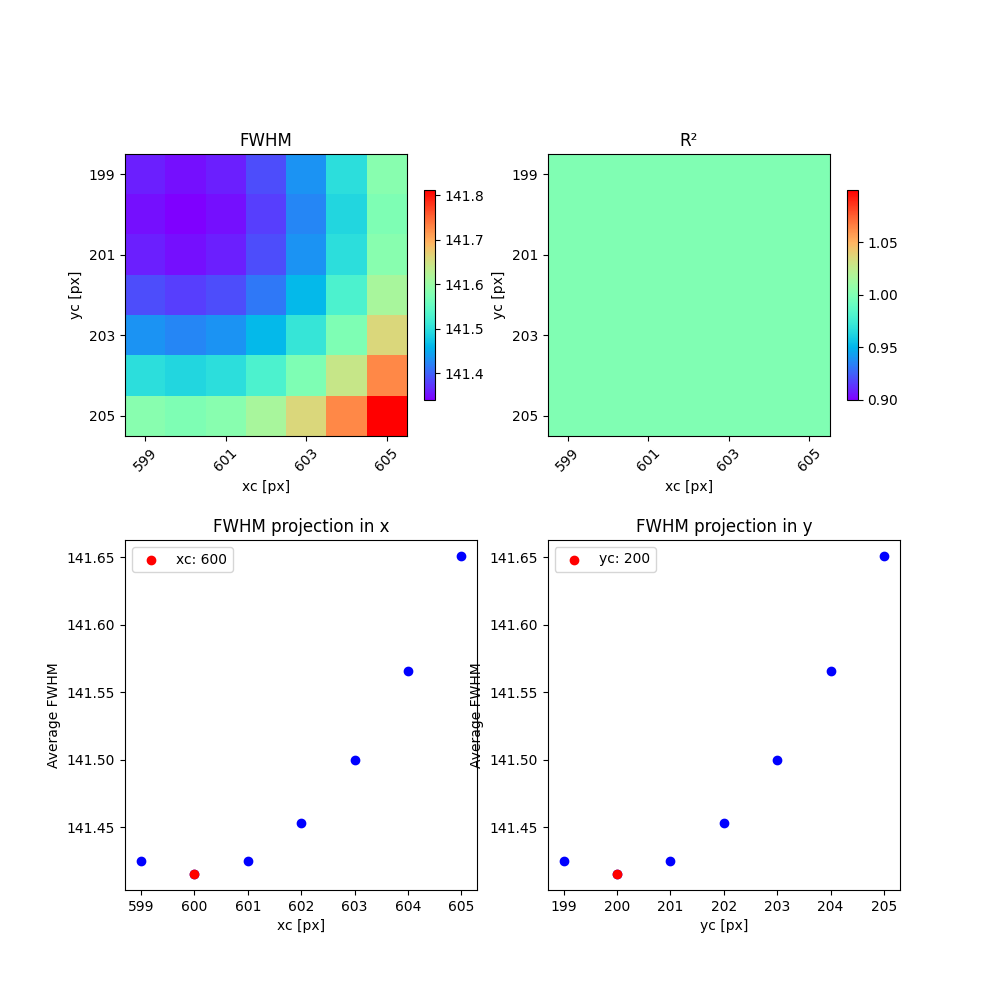 FWHM
199
201
203
205
yc [px]
599
601
603
605
xc [px]
141.8
141.7
141.6
141.5
141.4
R²
199
201
203
205
yc [px]
599
601
603
605
xc [px]
1.05
1.00
0.95
0.90
FWHM projection in x
xc: 600
141.65
141.60
141.55
141.50
141.45
Average FWHM
599 600 601 602 603 604 605
xc [px]
FWHM projection in y
yc: 200
141.65
141.60
141.55
141.50
141.45
Average FWHM
199 200 201 202 203 204 205
yc [px]